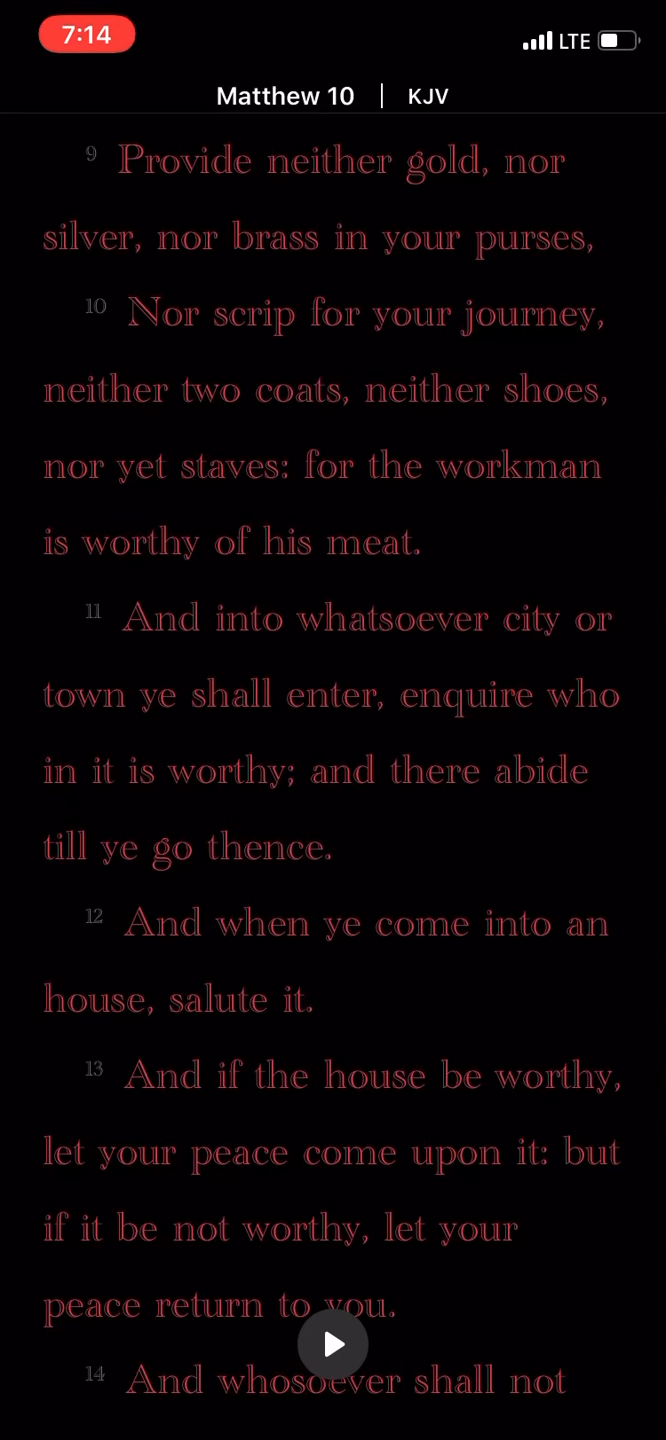 7:14 LTE
Matthew 10 | KJV
9 Provide neither gold, nor
silver, nor brass in your purses,
10 Nor scrip for your journey,
neither two coats, neither shoes,
nor yet staves: for the workman
is worthy of his meat.
11 And into whatsoever city or
town ye shall enter, enquire who
in it is worthy; and there abide
till ye go thence.
12 And when ye come into an
house, salute it.
13 And if the house be worthy,
let your peace come upon it: but
if it be not worthy, let your
peace return to you.
14 And whosoever shall not